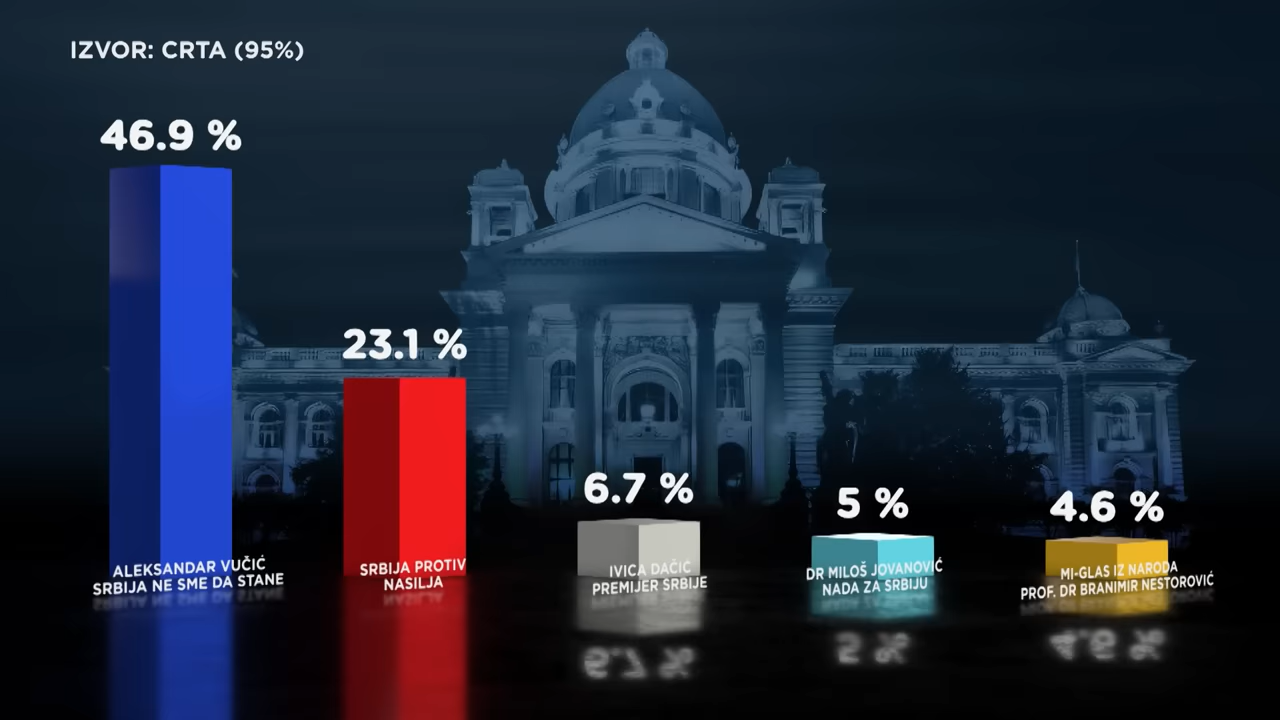 IZVOR: CRTA (95%)
46.9 %
23.1 %
6.7 %
5 %
4.6 %
ALEKSANDAR VUČIĆ
SRBIJA NE SME DA STANE
SRBIJA PROTIV
NASILJA
IVICA DAČIĆ
PREMIJER SRBIJE
DR MILOŠ JOVANOVIĆ
NADA ZA SRBIJU
MI-GLAS IZ NARODA
PROF. DR BRANIMIR NESTOROVIĆ